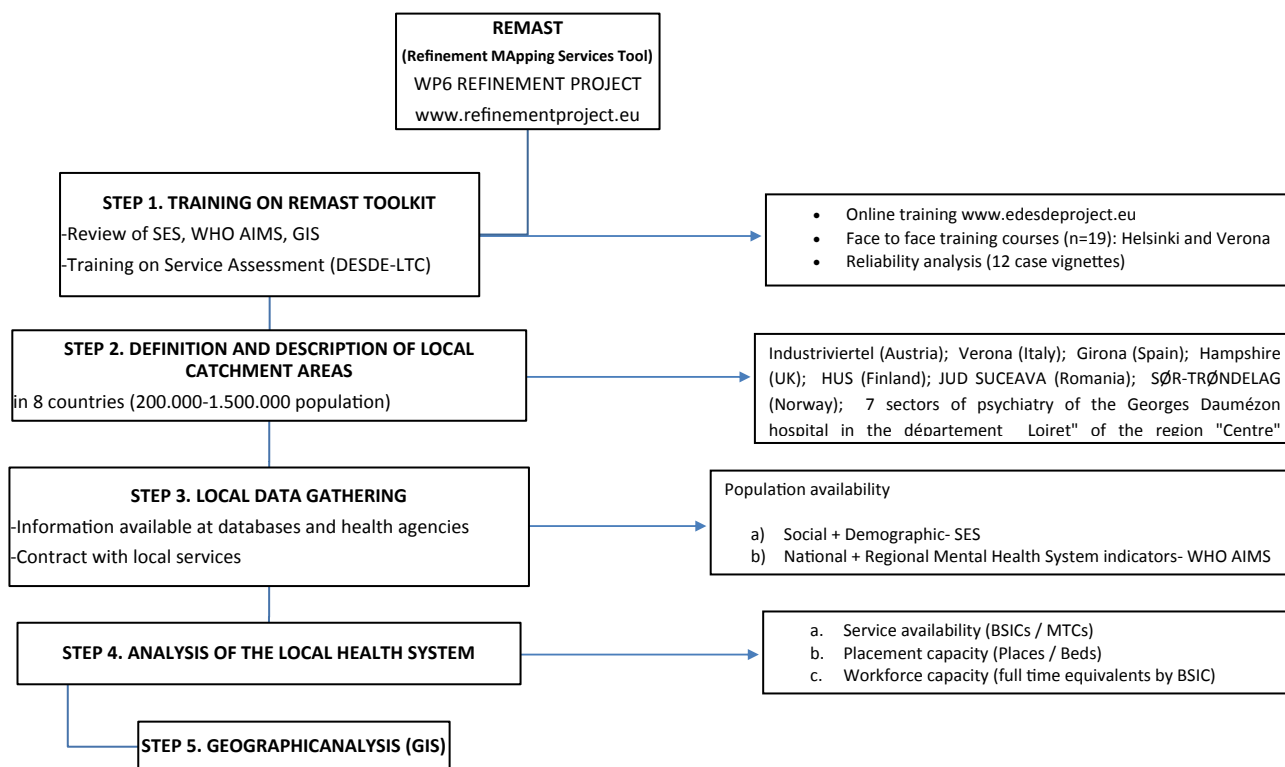 REMAST
(Refinement MApping Services Tool)
WP6 REFINEMENT PROJECT
www.refinementproject.eu
STEP 1. TRAINING ON REMAST TOOLKIT
-Review of SES, WHO AIMS, GIS
-Training on Service Assessment (DESDE-LTC)
• Online training www.edesdeproject.eu
• Face to face training courses (n=19): Helsinki and Verona
• Reliability analysis (12 case vignettes)
STEP 2. DEFINITION AND DESCRIPTION OF LOCAL
CATCHMENT AREAS
in 8 countries (200.000-1.500.000 population)
Industriviertel (Austria); Verona (Italy); Girona (Spain); Hampshire
(UK); HUS (Finland); JUD SUCEAVA (Romania); SØR-TRØNDELAG
(Norway); 7 sectors of psychiatry of the Georges Daumézon
hospital in the département Loiret" of the region "Centre"
STEP 3. LOCAL DATA GATHERING
-Information available at databases and health agencies
-Contract with local services
Population availability
a) Social + Demographic- SES
b) National + Regional Mental Health System indicators- WHO AIMS
STEP 4. ANALYSIS OF THE LOCAL HEALTH SYSTEM
a. Service availability (BSICs / MTCs)
b. Placement capacity (Places / Beds)
c. Workforce capacity (full time equivalents by BSIC)
STEP 5. GEOGRAPHICANALYSIS (GIS)